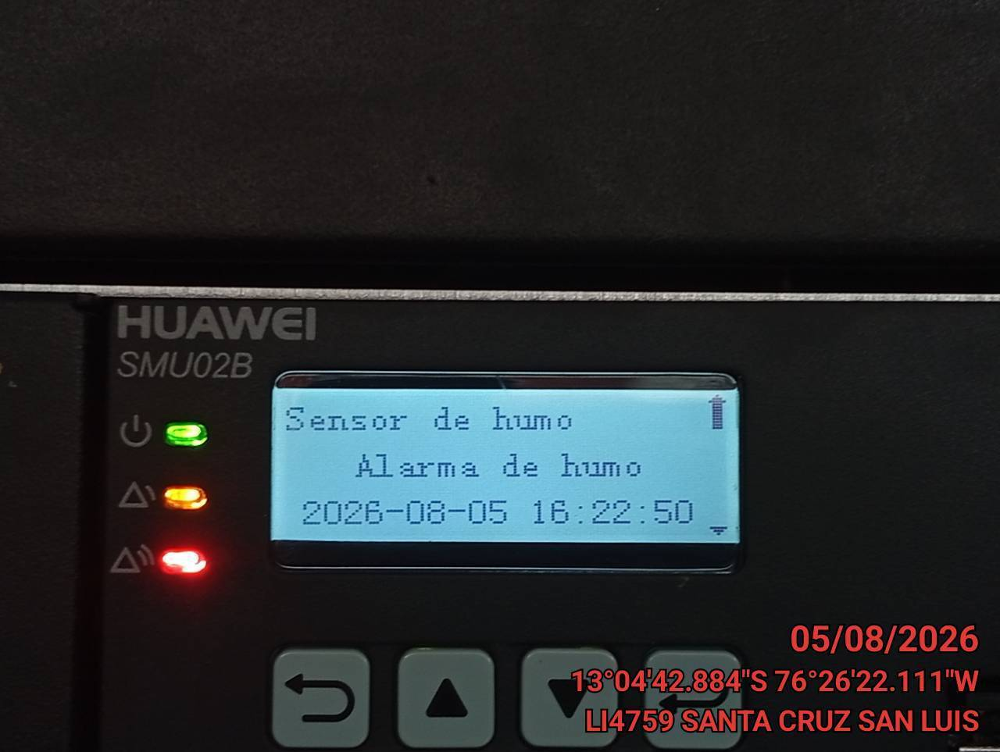 HUAWEI
SMU02B
Sensor de humo
Alarma de humo
2026-08-05 16:22:50
05/08/2026
13°04'42.884"S 76°26'22.111"W
LI4759 SANTA CRUZ SAN LUIS